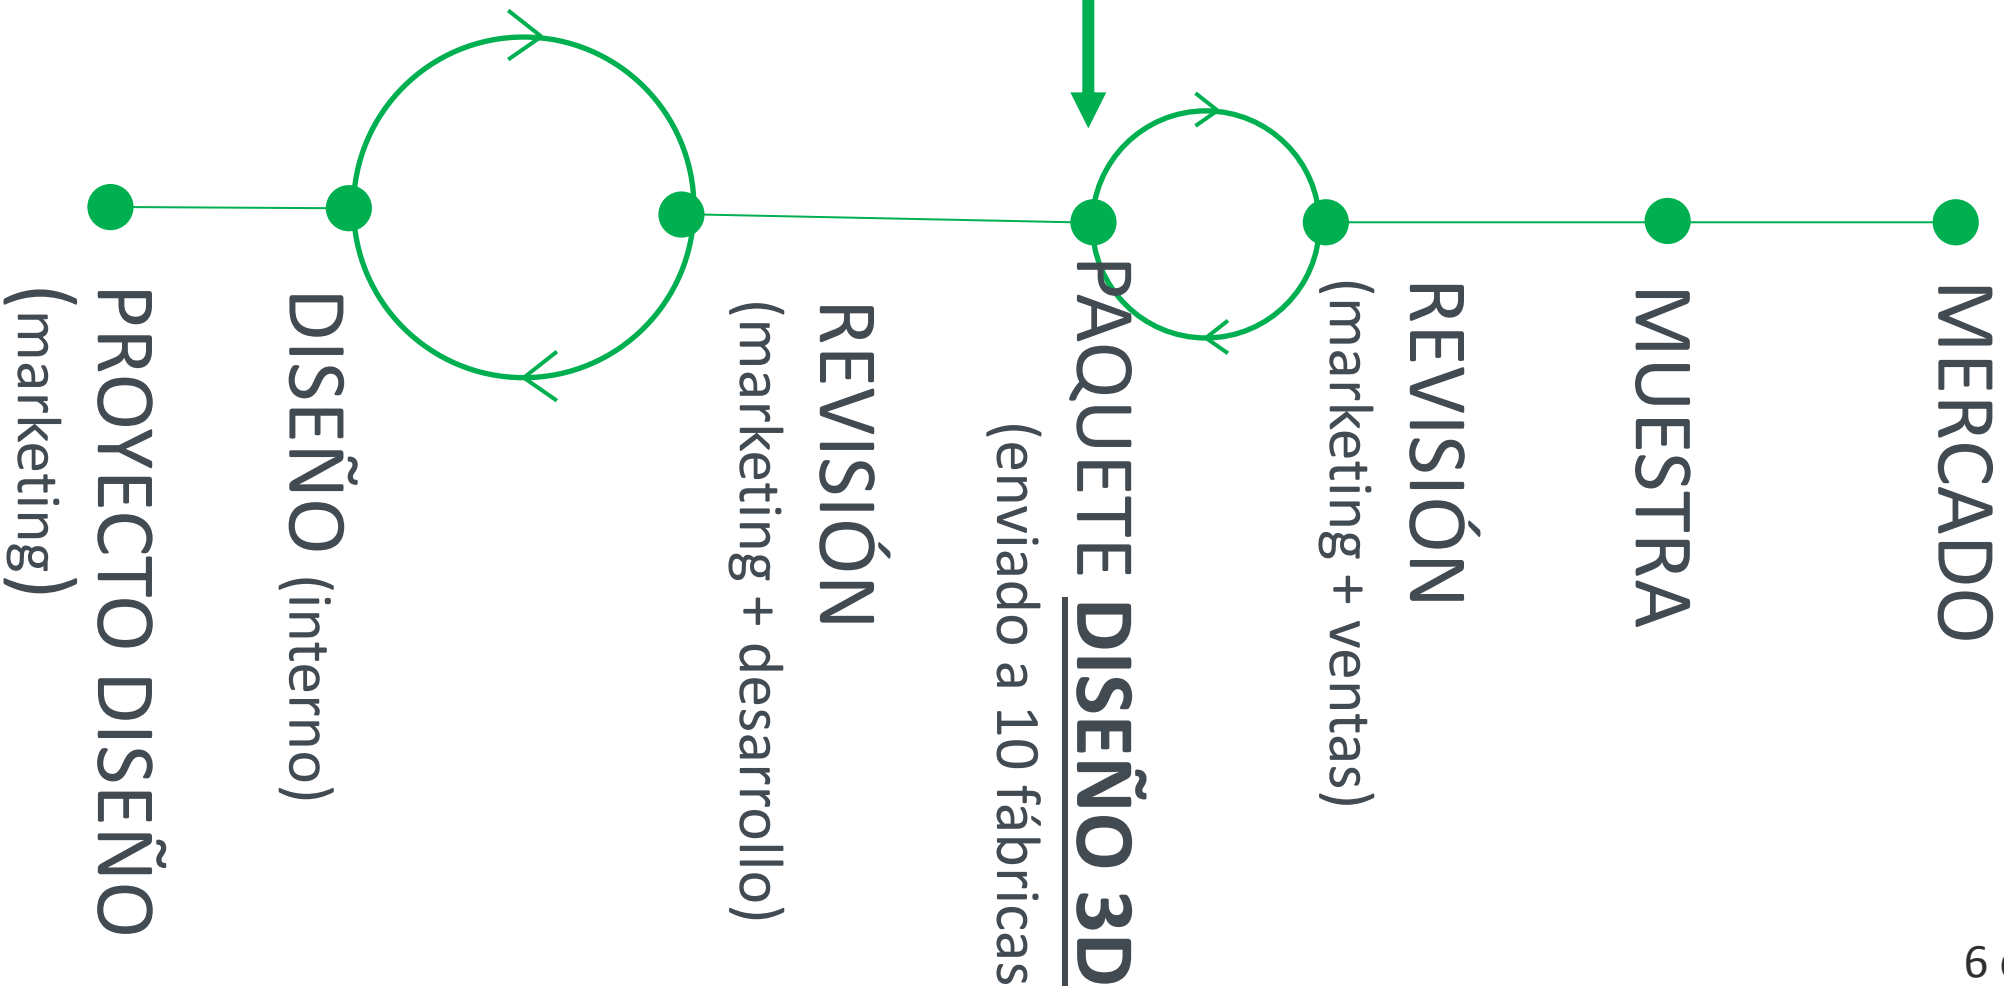 PROYECTO DISEÑO
(marketing)
DISEÑO (interno)
REVISIÓN
(marketing + desarrollo)
PAQUETE DISEÑO 3D
(enviado a 10 fábricas
REVISIÓN
(marketing + ventas)
MUESTRA
MERCADO
6